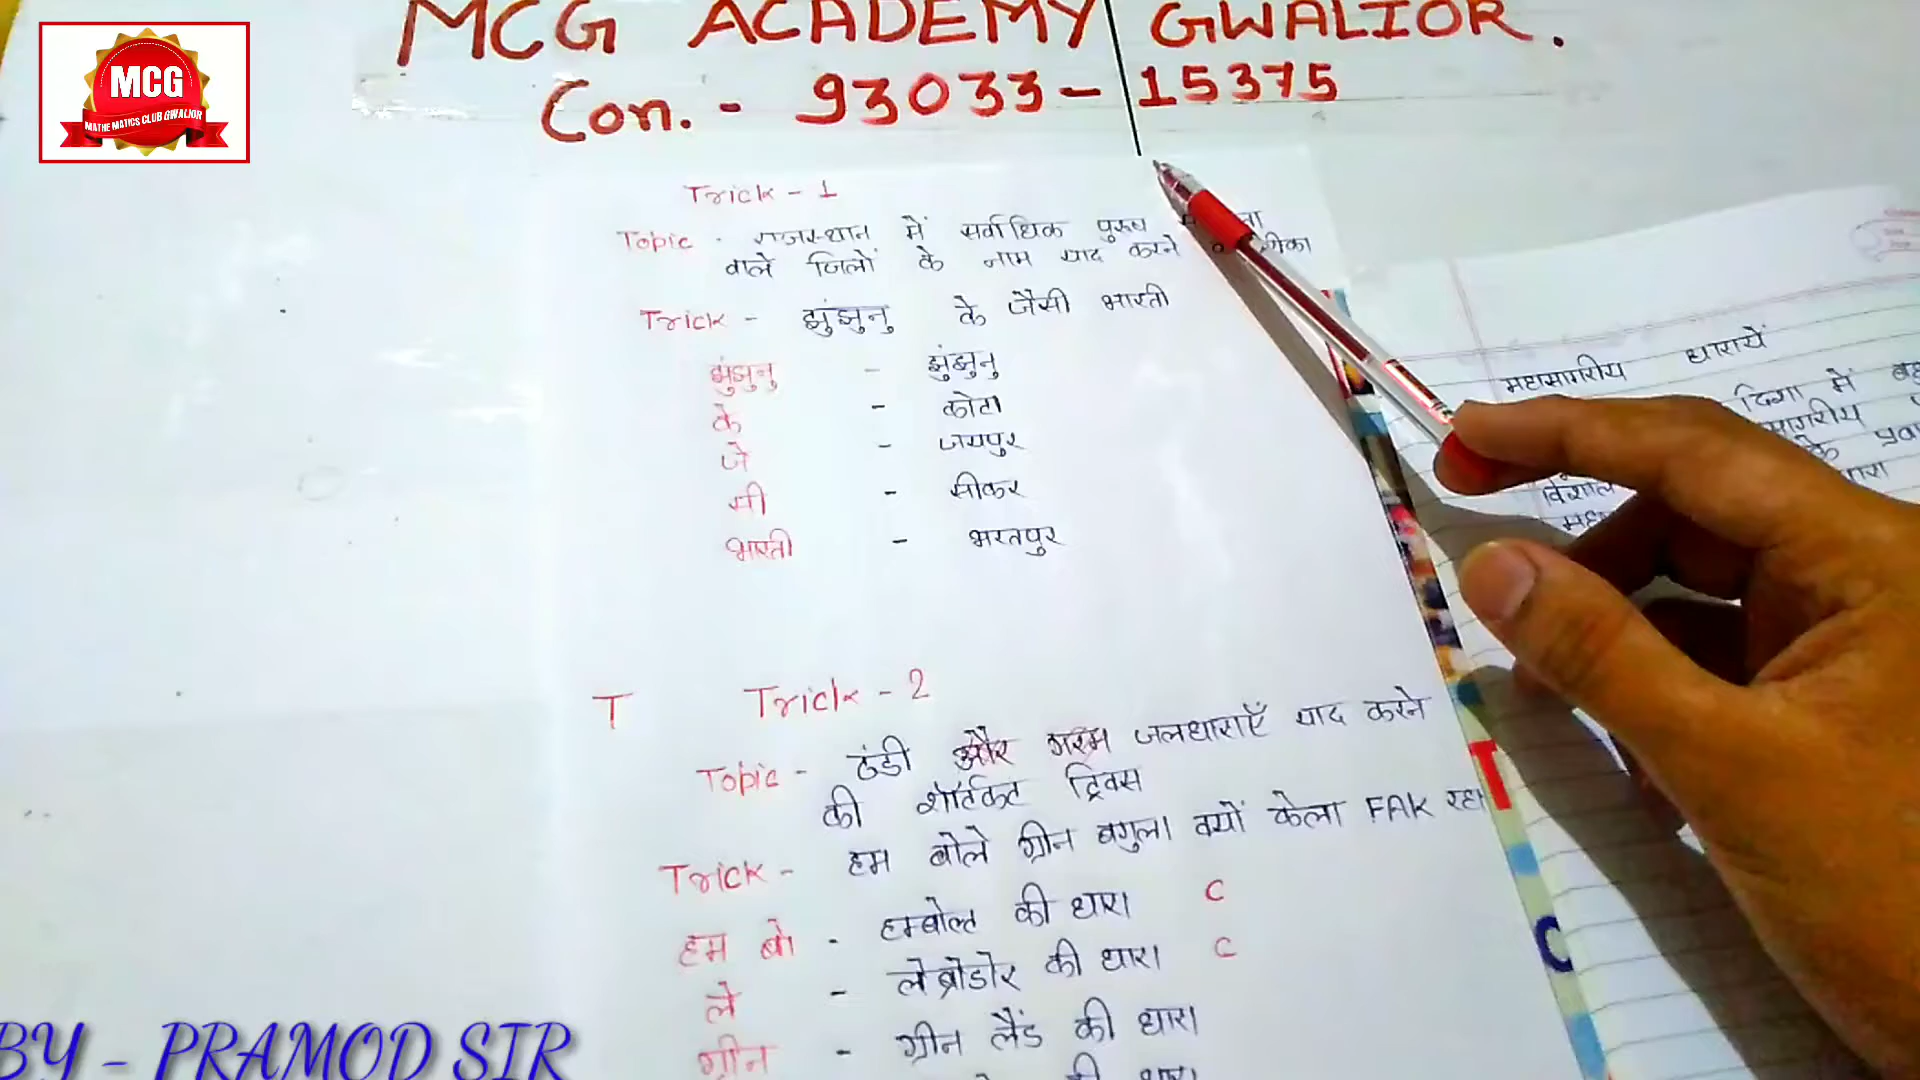 MCG ACADEMY GWALIOR.
Con. - 93033-15375
MCG
MATHEMATICS CLUB GWALIOR
Trick - 1
Topic - राजस्थान में सर्वाधिक पुरुष
वाले जिलों के नाम याद करने
Trick - झुंझुनु के जैसी भारती
झुंझुनु - झुंझुनु
के - कोटा
जे - जयपुर
सी - सीकर
भारती - भरतपुर
T Trick - 2
Topic - ठंडी और गरम जलधाराएँ याद करने
की शॉर्टकट ट्रिक्स
Trick - हम बोले ग्रीन बगुला क्यों केला FAK रहा
हम बो - हम्बोल्ट की धारा C
ले - लेब्रोडोर की धारा C
ग्रीन - ग्रीन लैंड की धारा
की धारा
महासागरीय धारायें
दिशा में
सागरीय
के
विशाल
T
C
BY - PRAMOD SIR